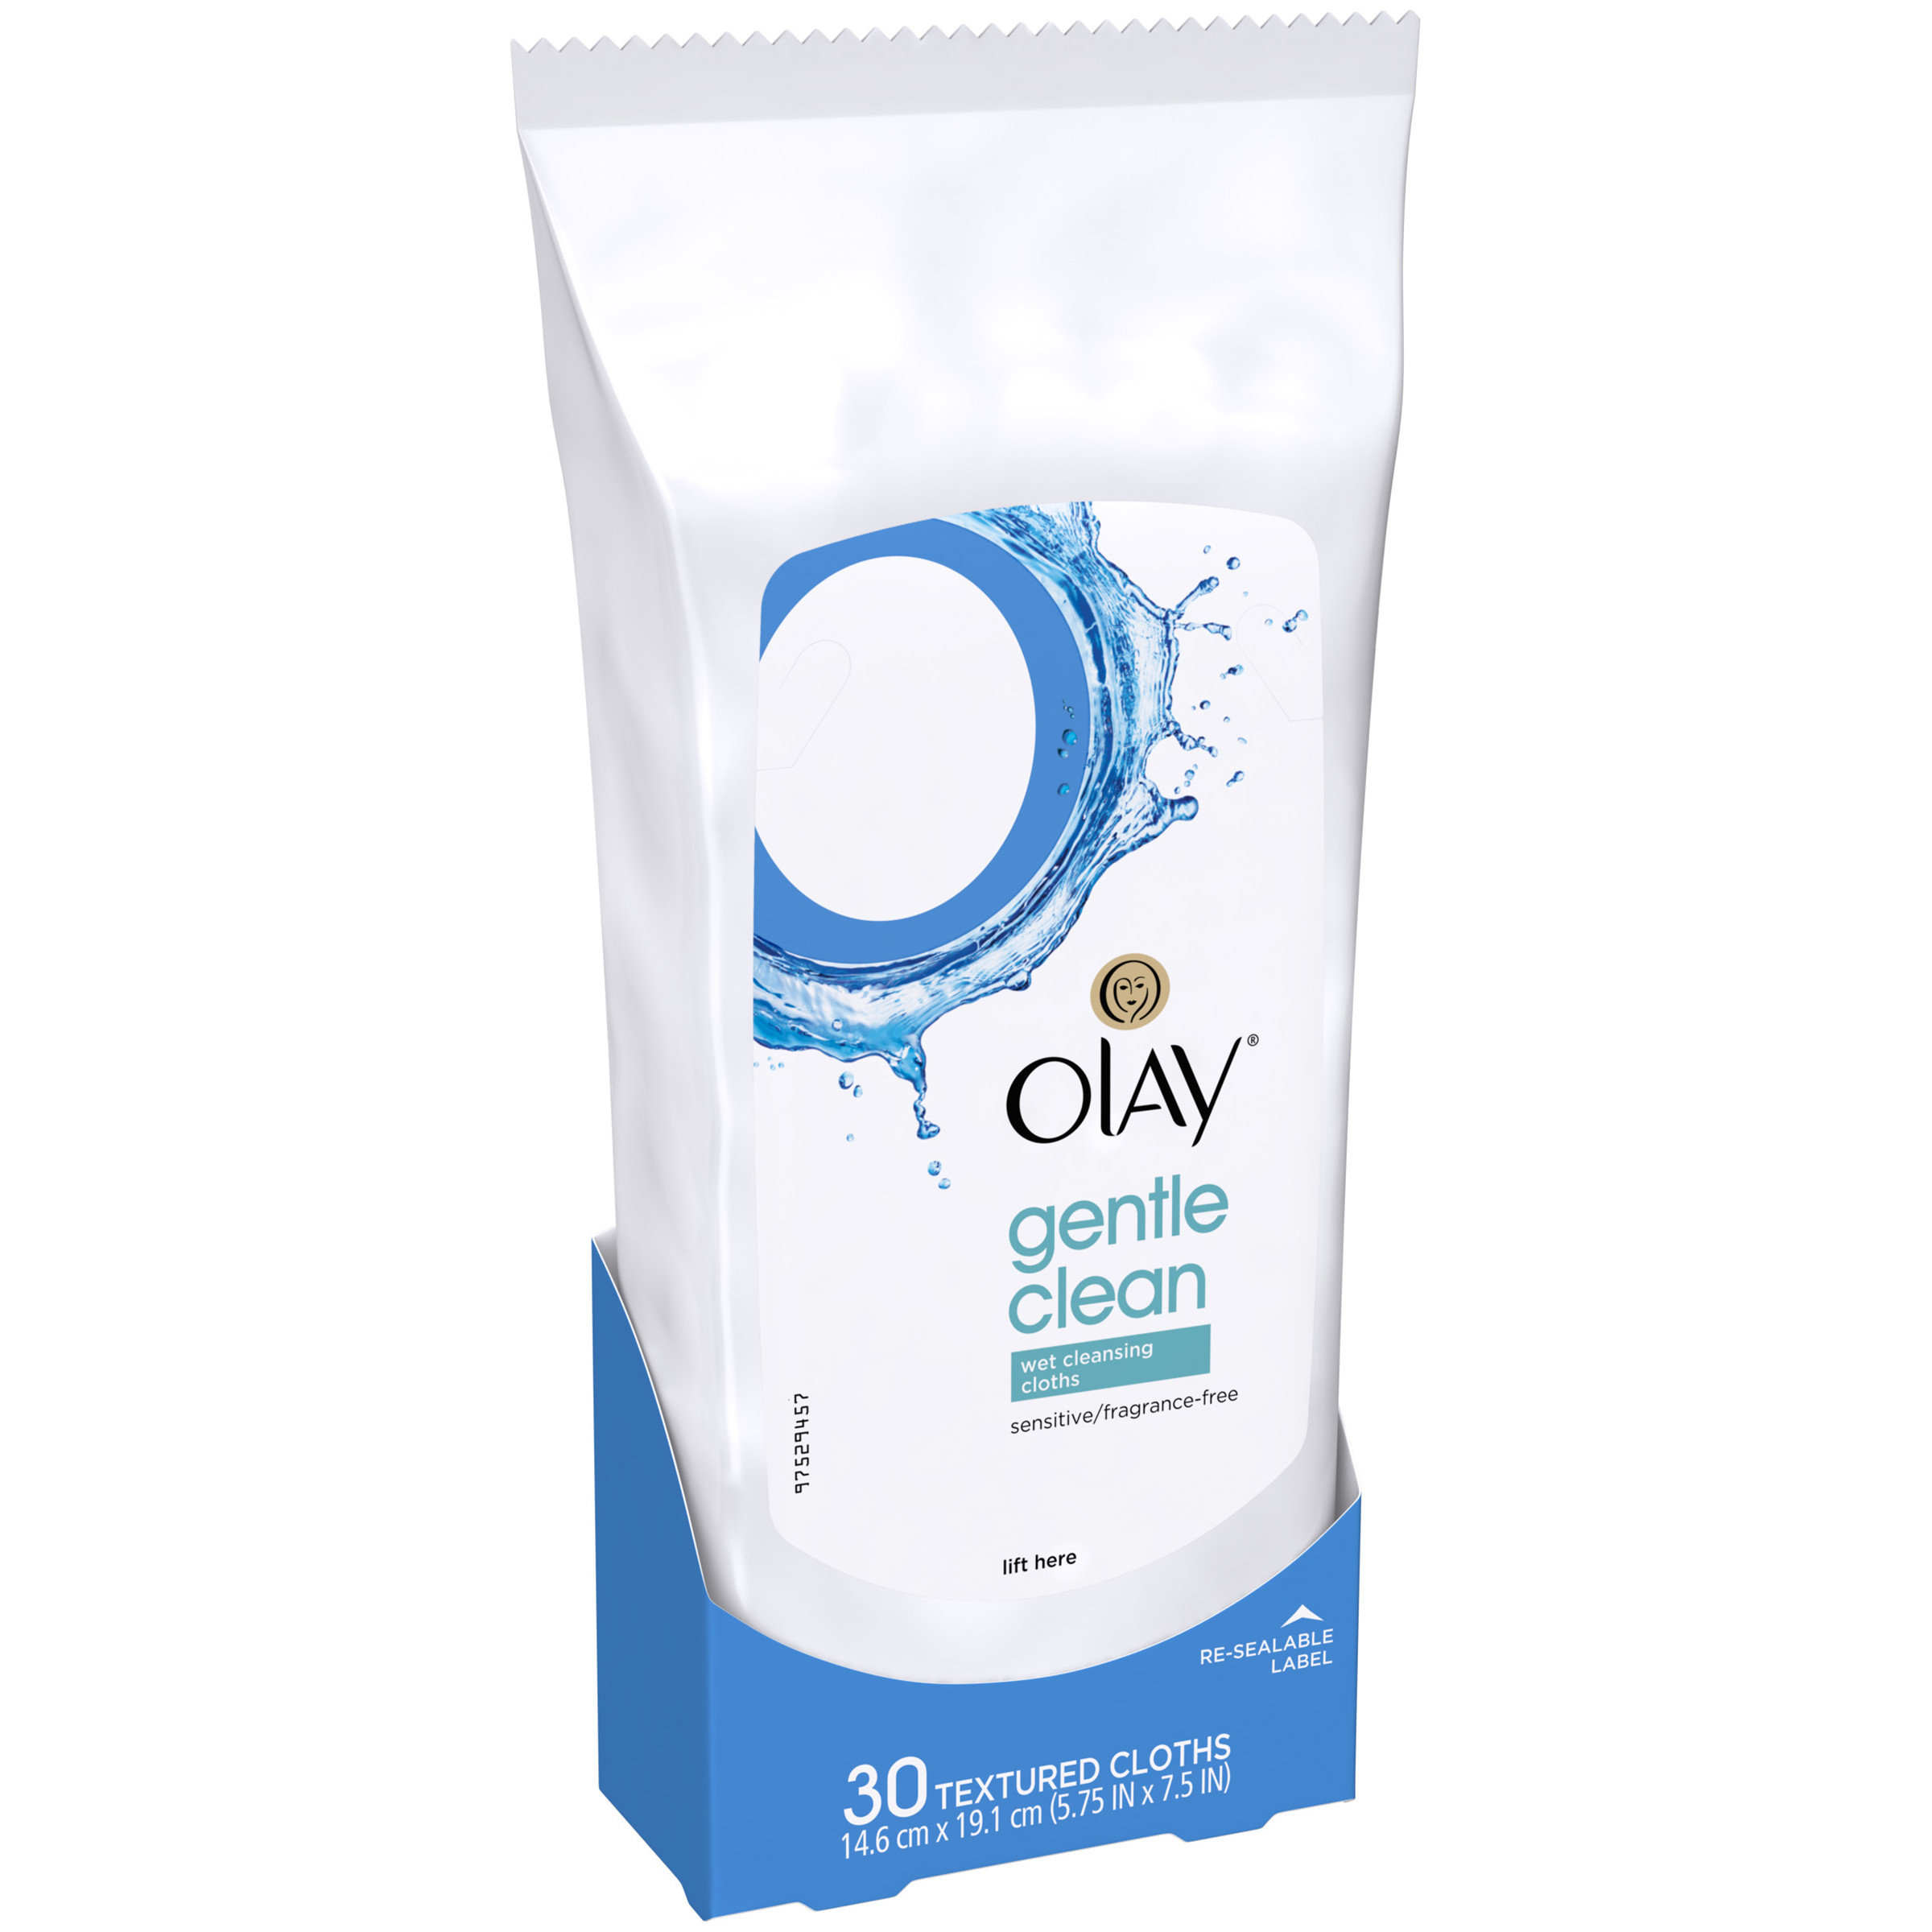 OLAY®
gentle
clean
wet cleansing
cloths
sensitive/fragrance-free
97529457
lift here
RE-SEALABLE
LABEL
30 TEXTURED CLOTHS
14.6 cm x 19.1 cm (5.75 IN x 7.5 IN)